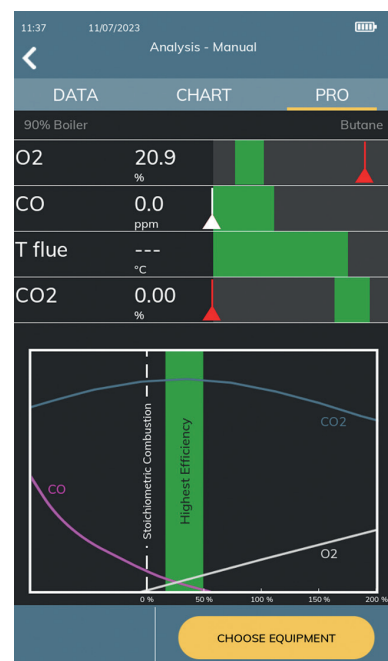 11:37 11/07/2023
Analysis - Manual
DATA CHART PRO
90% Boiler Butane
O2 20.9
%
CO 0.0
ppm
T flue ---
°C
CO2 0.00
%
CO2
Stoichiometric Combustion
Highest Efficiency
CO
O2
0 % 50 % 100 % 150 % 200 %
CHOOSE EQUIPMENT